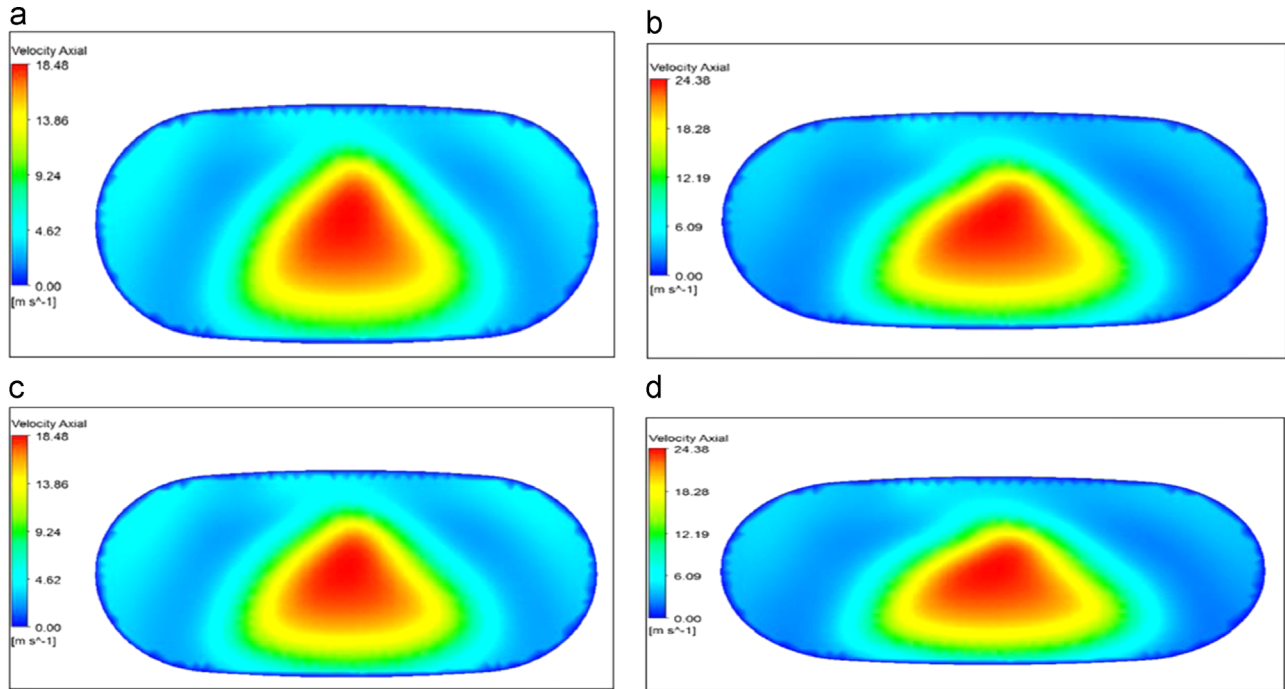 a
Velocity Axial
18.48
13.86
9.24
4.62
0.00
[m s^-1]
b
Velocity Axial
24.38
18.28
12.19
6.09
0.00
[m s^-1]
c
Velocity Axial
18.48
13.86
9.24
4.62
0.00
[m s^-1]
d
Velocity Axial
24.38
18.28
12.19
6.09
0.00
[m s^-1]